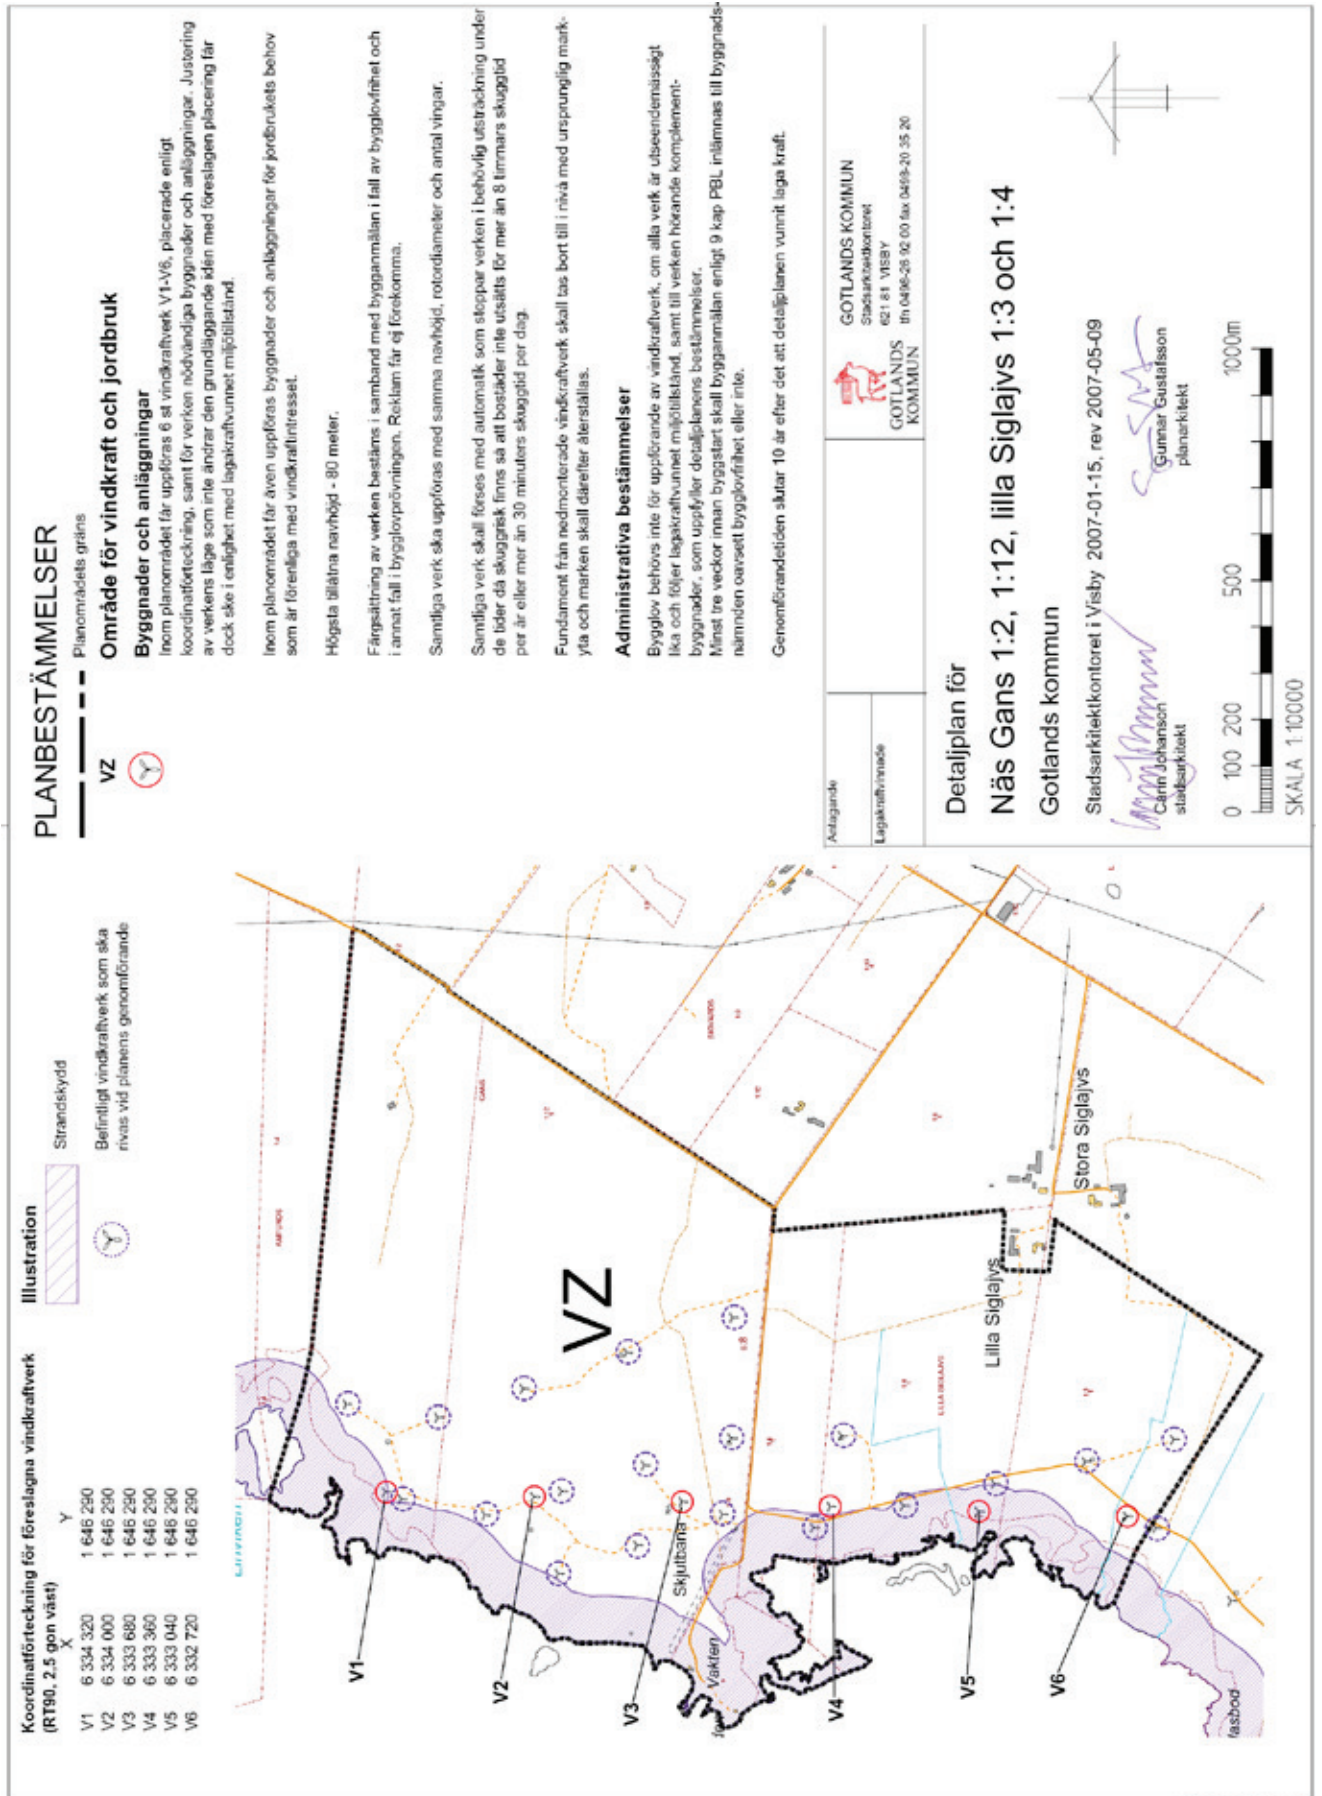 Koordinatförteckning för föreslagna vindkraftverk
(RT90, 2,5 gon väst)
X Y
V1 6 334 320 1 646 290
V2 6 334 000 1 646 290
V3 6 333 680 1 646 290
V4 6 333 360 1 646 290
V5 6 333 040 1 646 290
V6 6 332 720 1 646 290
Illustration
Strandskydd
Befintligt vindkraftverk som ska
rivas vid planens genomförande
V1
V2
V3
V4
V5
V6
VZ
Skjutbana
Vakten
Lilla Siglajvs
Stora Siglajvs
AMUNDS
GANS
LILLA SIGLAJVS
PLANBESTÄMMELSER
Planområdets gräns
VZ Område för vindkraft och jordbruk
Byggnader och anläggningar
Inom planområdet får uppföras 6 st vindkraftverk V1-V6, placerade enligt
koordinatförteckning, samt för verken nödvändiga byggnader och anläggningar. Justering
av verkens läge som inte ändrar den grundläggande idén med föreslagen placering får
dock ske i enlighet med lagakraftvunnet miljötillstånd.
Inom planområdet får även uppföras byggnader och anläggningar för jordbrukets behov
som är förenliga med vindkraftintresset.
Högsta tillåtna navhöjd - 80 meter.
Färgsättning av verken bestäms i samband med bygganmälan i fall av bygglovfrihet och
i annat fall i bygglovprövningen. Reklam får ej förekomma.
Samtliga verk ska uppföras med samma navhöjd, rotordiameter och antal vingar.
Samtliga verk skall förses med automatik som stoppar verken i behövlig utsträckning under
de tider då skuggrisk finns så att bostäder inte utsätts för mer än 8 timmars skuggtid
per år eller mer än 30 minuters skuggtid per dag.
Fundament från nedmonterade vindkraftverk skall tas bort till i nivå med ursprunglig mark-
yta och marken skall därefter återställas.
Administrativa bestämmelser
Bygglov behövs inte för uppförande av vindkraftverk, om alla verk är utseendemässigt
lika och följer lagakraftvunnet miljötillstånd, samt till verken hörande komplement-
byggnader, som uppfyller detaljplanens bestämmelser.
Minst tre veckor innan byggstart skall bygganmälan enligt 9 kap PBL inlämnas till byggnads-
nämnden oavsett bygglovfrihet eller inte.
Genomförandetiden slutar 10 år efter det att detaljplanen vunnit laga kraft.
Antagande
Lagakraftvinnade
GOTLANDS
KOMMUN
GOTLANDS KOMMUN
Stadsarkitektkontoret
621 81 VISBY
tfn 0498-26 92 00 fax 0498-20 35 20
Detaljplan för
Näs Gans 1:2, 1:12, lilla Siglajvs 1:3 och 1:4
Gotlands kommun
Stadsarkitektkontoret i Visby 2007-01-15, rev 2007-05-09
Carin Johanson
stadsarkitekt
Gunnar Gustafsson
planarkitekt
0 100 200 500 1000m
SKALA 1:10000